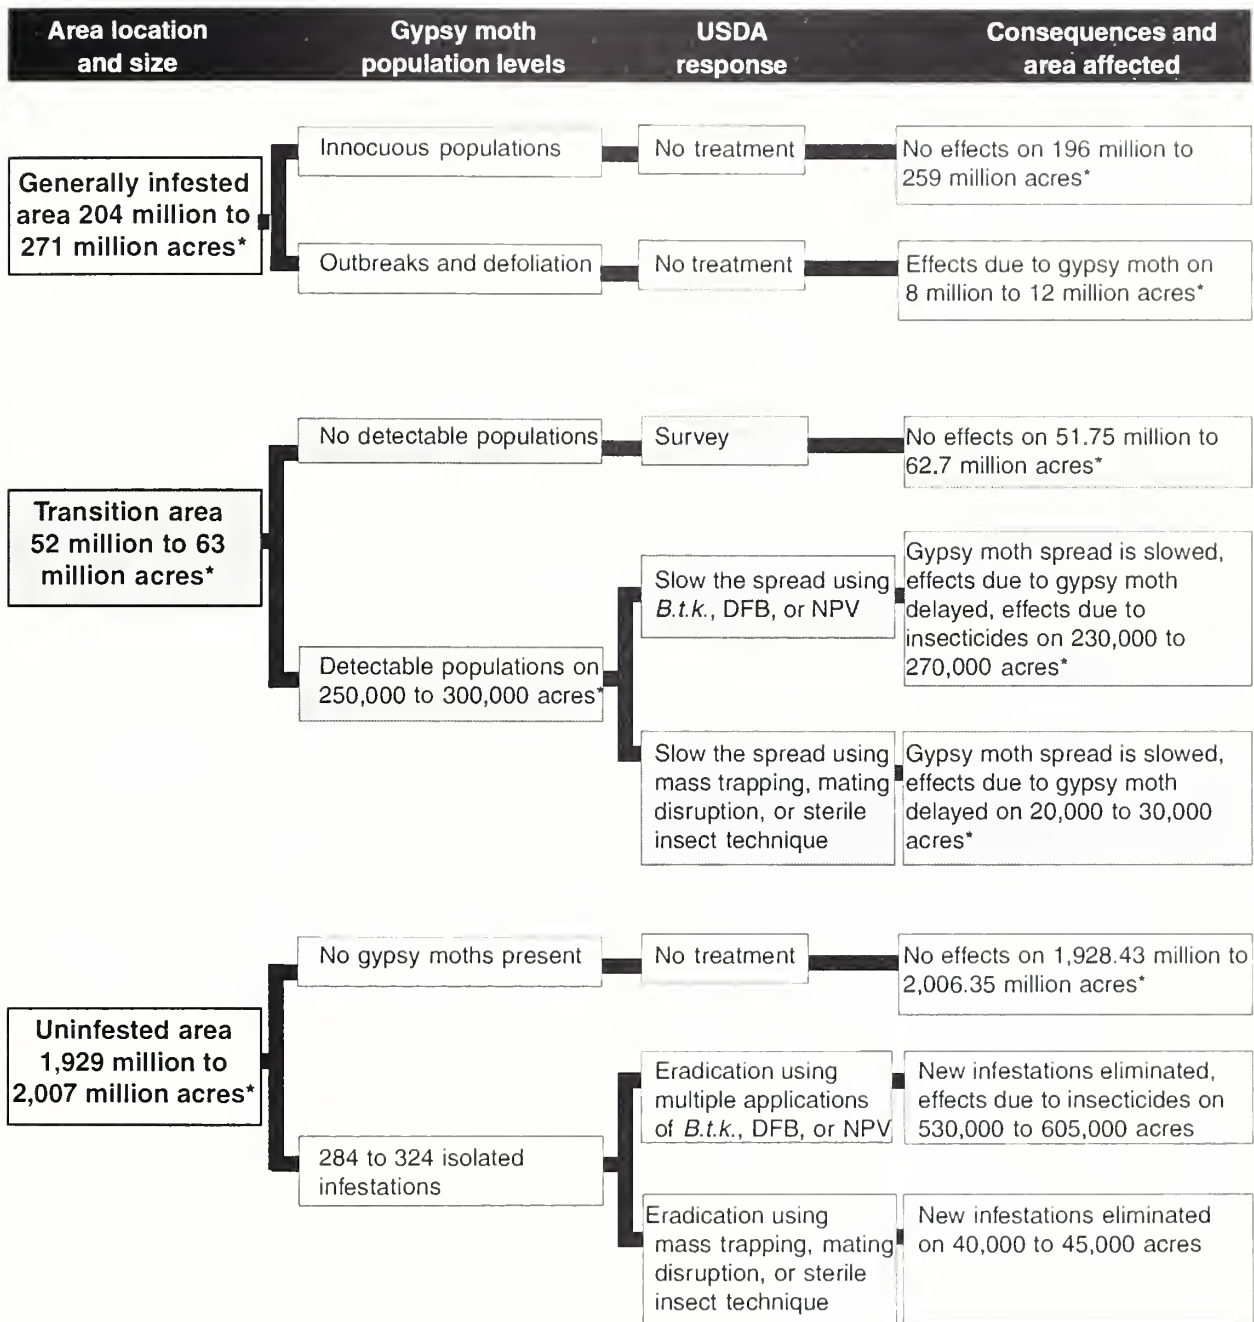 Area location
and size
Gypsy moth
population levels
USDA
response
Consequences and
area affected
Generally infested
area 204 million to
271 million acres*
Innocuous populations
No treatment
No effects on 196 million to
259 million acres*
Outbreaks and defoliation
No treatment
Effects due to gypsy moth on
8 million to 12 million acres*
Transition area
52 million to 63
million acres*
No detectable populations
Survey
No effects on 51.75 million to
62.7 million acres*
Detectable populations on
250,000 to 300,000 acres*
Slow the spread using
B.t.k., DFB, or NPV
Gypsy moth spread is slowed,
effects due to gypsy moth
delayed, effects due to
insecticides on 230,000 to
270,000 acres*
Slow the spread using
mass trapping, mating
disruption, or sterile
insect technique
Gypsy moth spread is slowed,
effects due to gypsy moth
delayed on 20,000 to 30,000
acres*
Uninfested area
1,929 million to
2,007 million acres*
No gypsy moths present
No treatment
No effects on 1,928.43 million to
2,006.35 million acres*
284 to 324 isolated
infestations
Eradication using
multiple applications
of B.t.k., DFB, or NPV
New infestations eliminated,
effects due to insecticides on
530,000 to 605,000 acres
Eradication using
mass trapping, mating
disruption, or sterile
insect technique
New infestations eliminated
on 40,000 to 45,000 acres